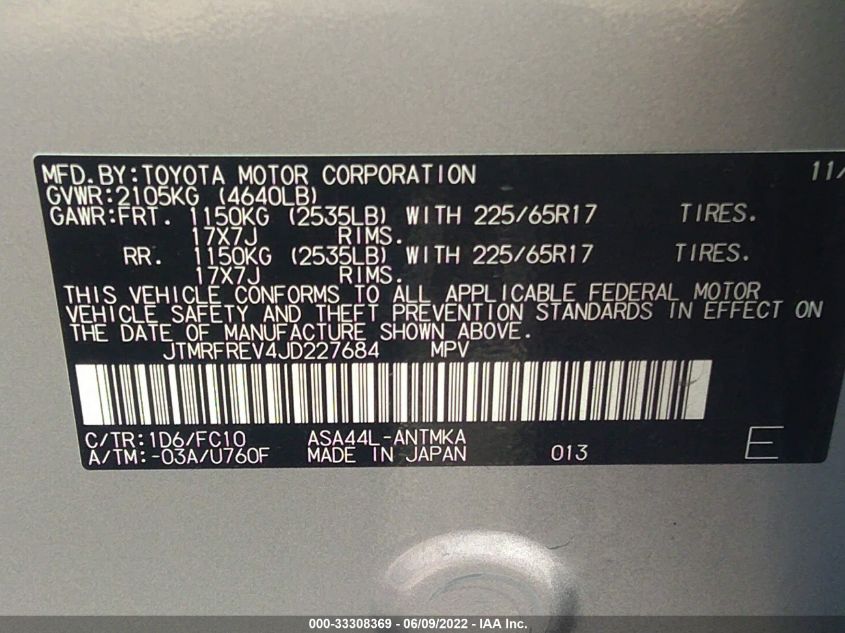 MFD.BY:TOYOTA MOTOR CORPORATION 11/
GVWR:2105KG (4640LB)
GAWR:FRT. 1150KG (2535LB) WITH 225/65R17 TIRES.
17X7J RIMS.
RR. 1150KG (2535LB) WITH 225/65R17 TIRES.
17X7J RIMS.
THIS VEHICLE CONFORMS TO ALL APPLICABLE FEDERAL MOTOR
VEHICLE SAFETY AND THEFT PREVENTION STANDARDS IN EFFECT ON
THE DATE OF MANUFACTURE SHOWN ABOVE.
JTMRFREV4JD227684 MPV
C/TR:1D6/FC10 ASA44L-ANTMKA E
A/TM:-03A/U760F MADE IN JAPAN 013
000-33308369 - 06/09/2022 - IAA Inc.